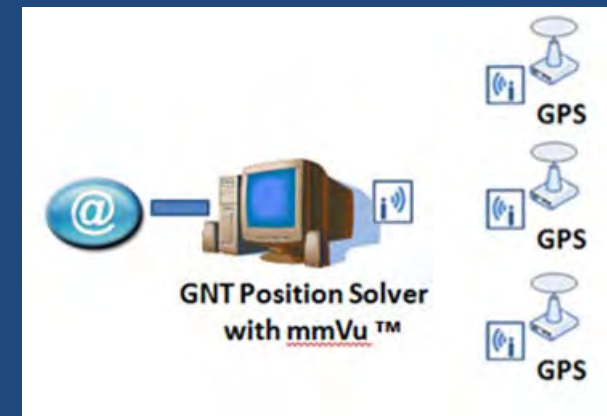 GPS
GPS
@
GNT Position Solver
with mmVu ™
GPS